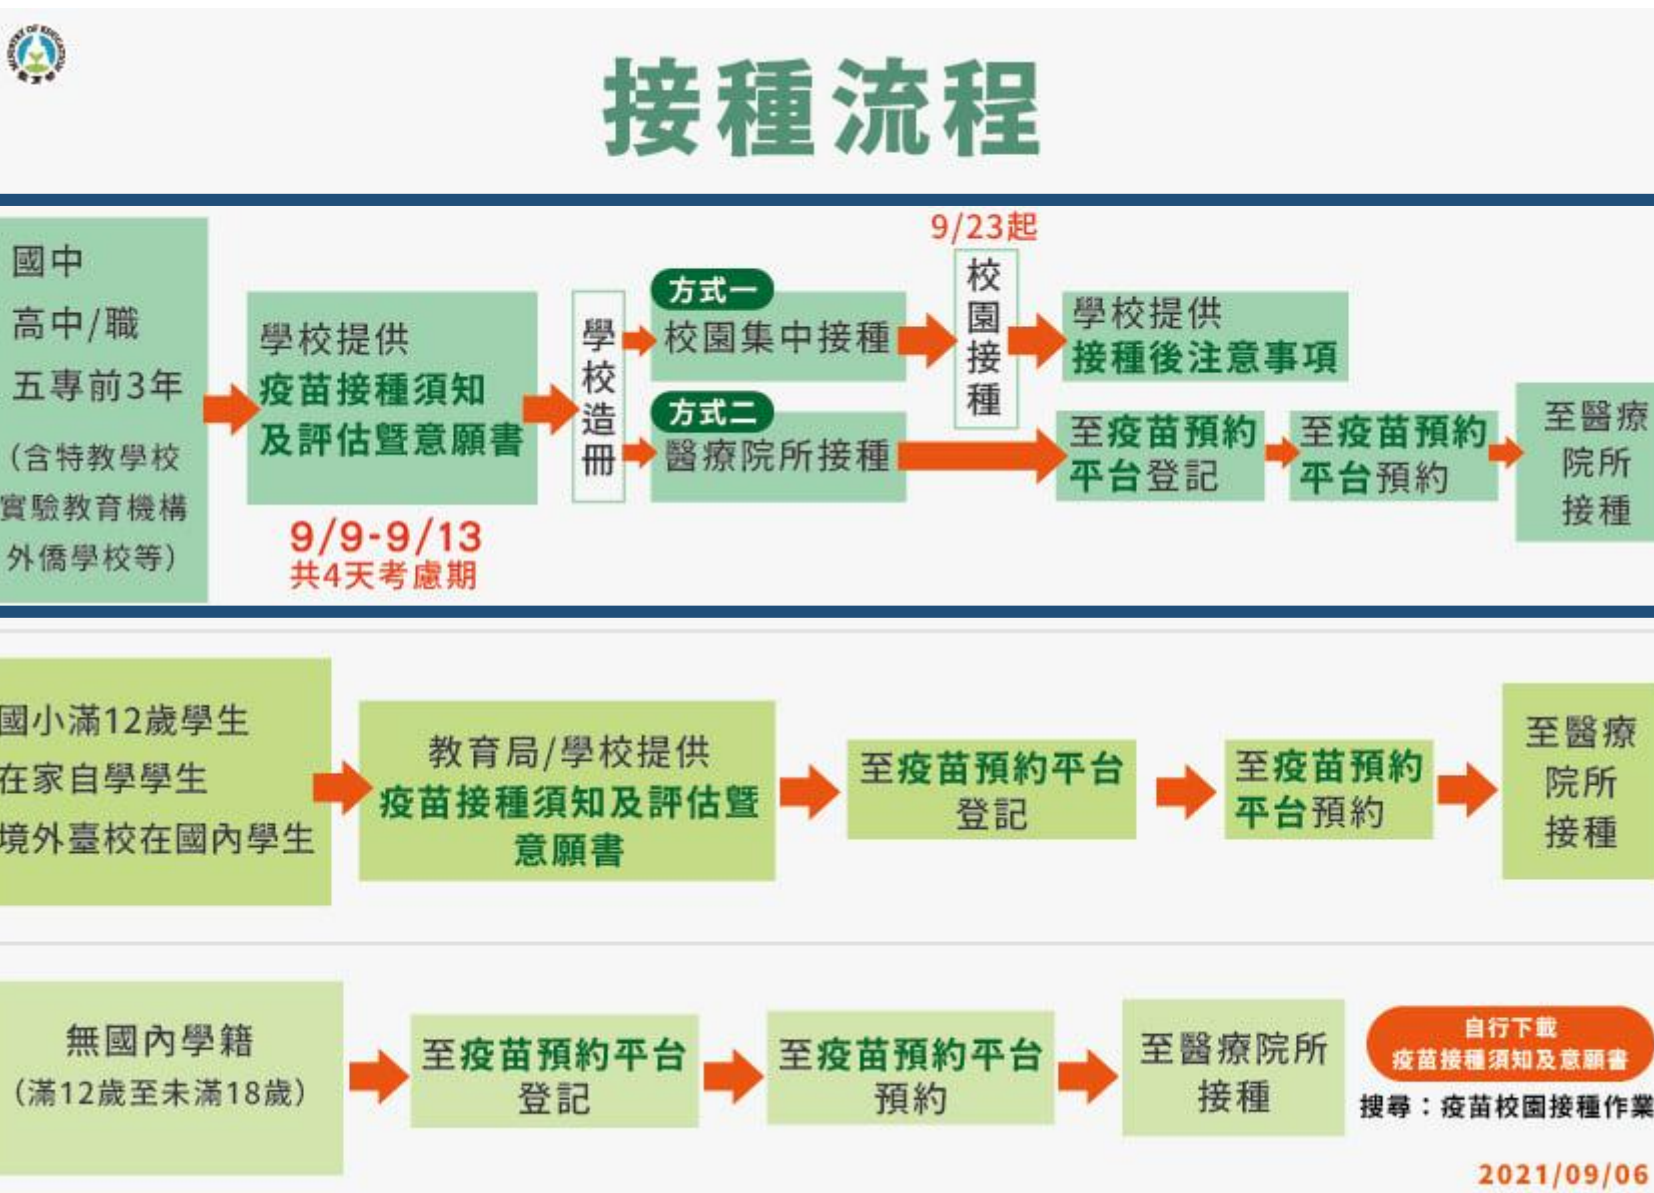 MINISTRY OF EDUCATION
教育部
接種流程
國中
高中/職
五專前3年
(含特教學校
實驗教育機構
外僑學校等)
學校提供
疫苗接種須知
及評估暨意願書
9/9-9/13
共4天考慮期
學校造冊
方式一
校園集中接種
9/23起
校園接種
學校提供
接種後注意事項
方式二
醫療院所接種
至疫苗預約
平台登記
至疫苗預約
平台預約
至醫療
院所
接種
國小滿12歲學生
在家自學學生
境外臺校在國內學生
教育局/學校提供
疫苗接種須知及評估暨
意願書
至疫苗預約平台
登記
至疫苗預約
平台預約
至醫療
院所
接種
無國內學籍
(滿12歲至未滿18歲)
至疫苗預約平台
登記
至疫苗預約平台
預約
至醫療院所
接種
自行下載
疫苗接種須知及意願書
搜尋：疫苗校園接種作業
2021/09/06